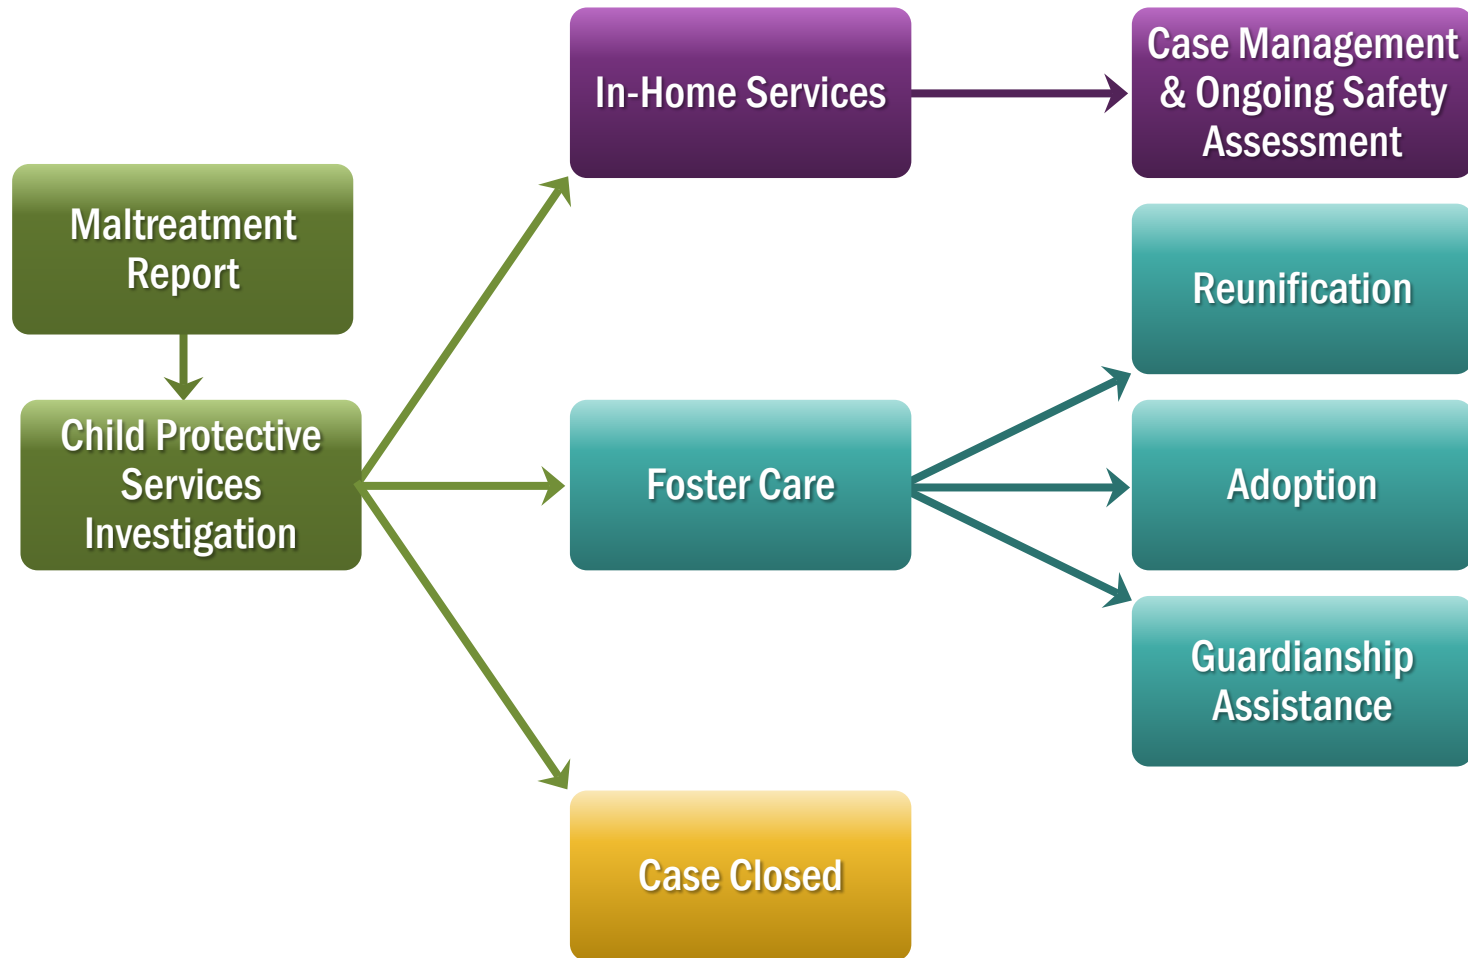 Maltreatment
Report
Child Protective
Services
Investigation
In-Home Services
Foster Care
Case Closed
Case Management
& Ongoing Safety
Assessment
Reunification
Adoption
Guardianship
Assistance